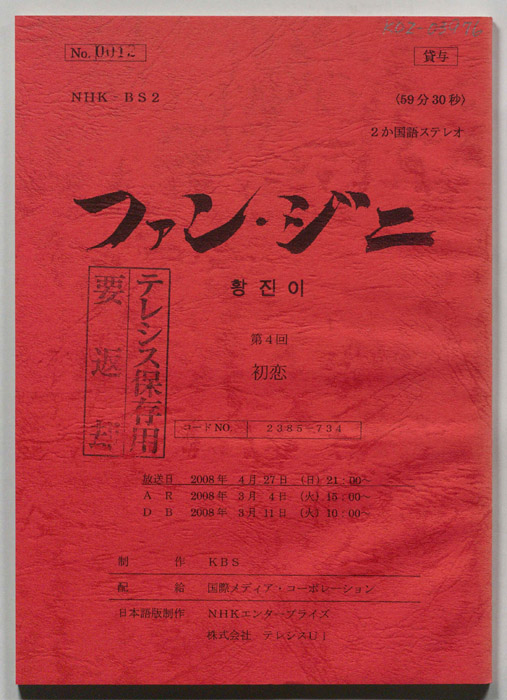 No. 0012
貸与
NHK-BS2
(59分30秒)
2か国語ステレオ
ファン・ジニ
황진이
テレシス保存用
要返却
第4回
初恋
コードNO. 2385-734
放送日 2008年 4月27日 (日) 21:00〜
AR 2008年 3月 4日 (火) 15:00〜
DB 2008年 3月11日 (火) 10:00〜
制作 KBS
配給 国際メディア・コーポレーション
日本語版制作 NHKエンタープライズ
株式会社 テレシスUI